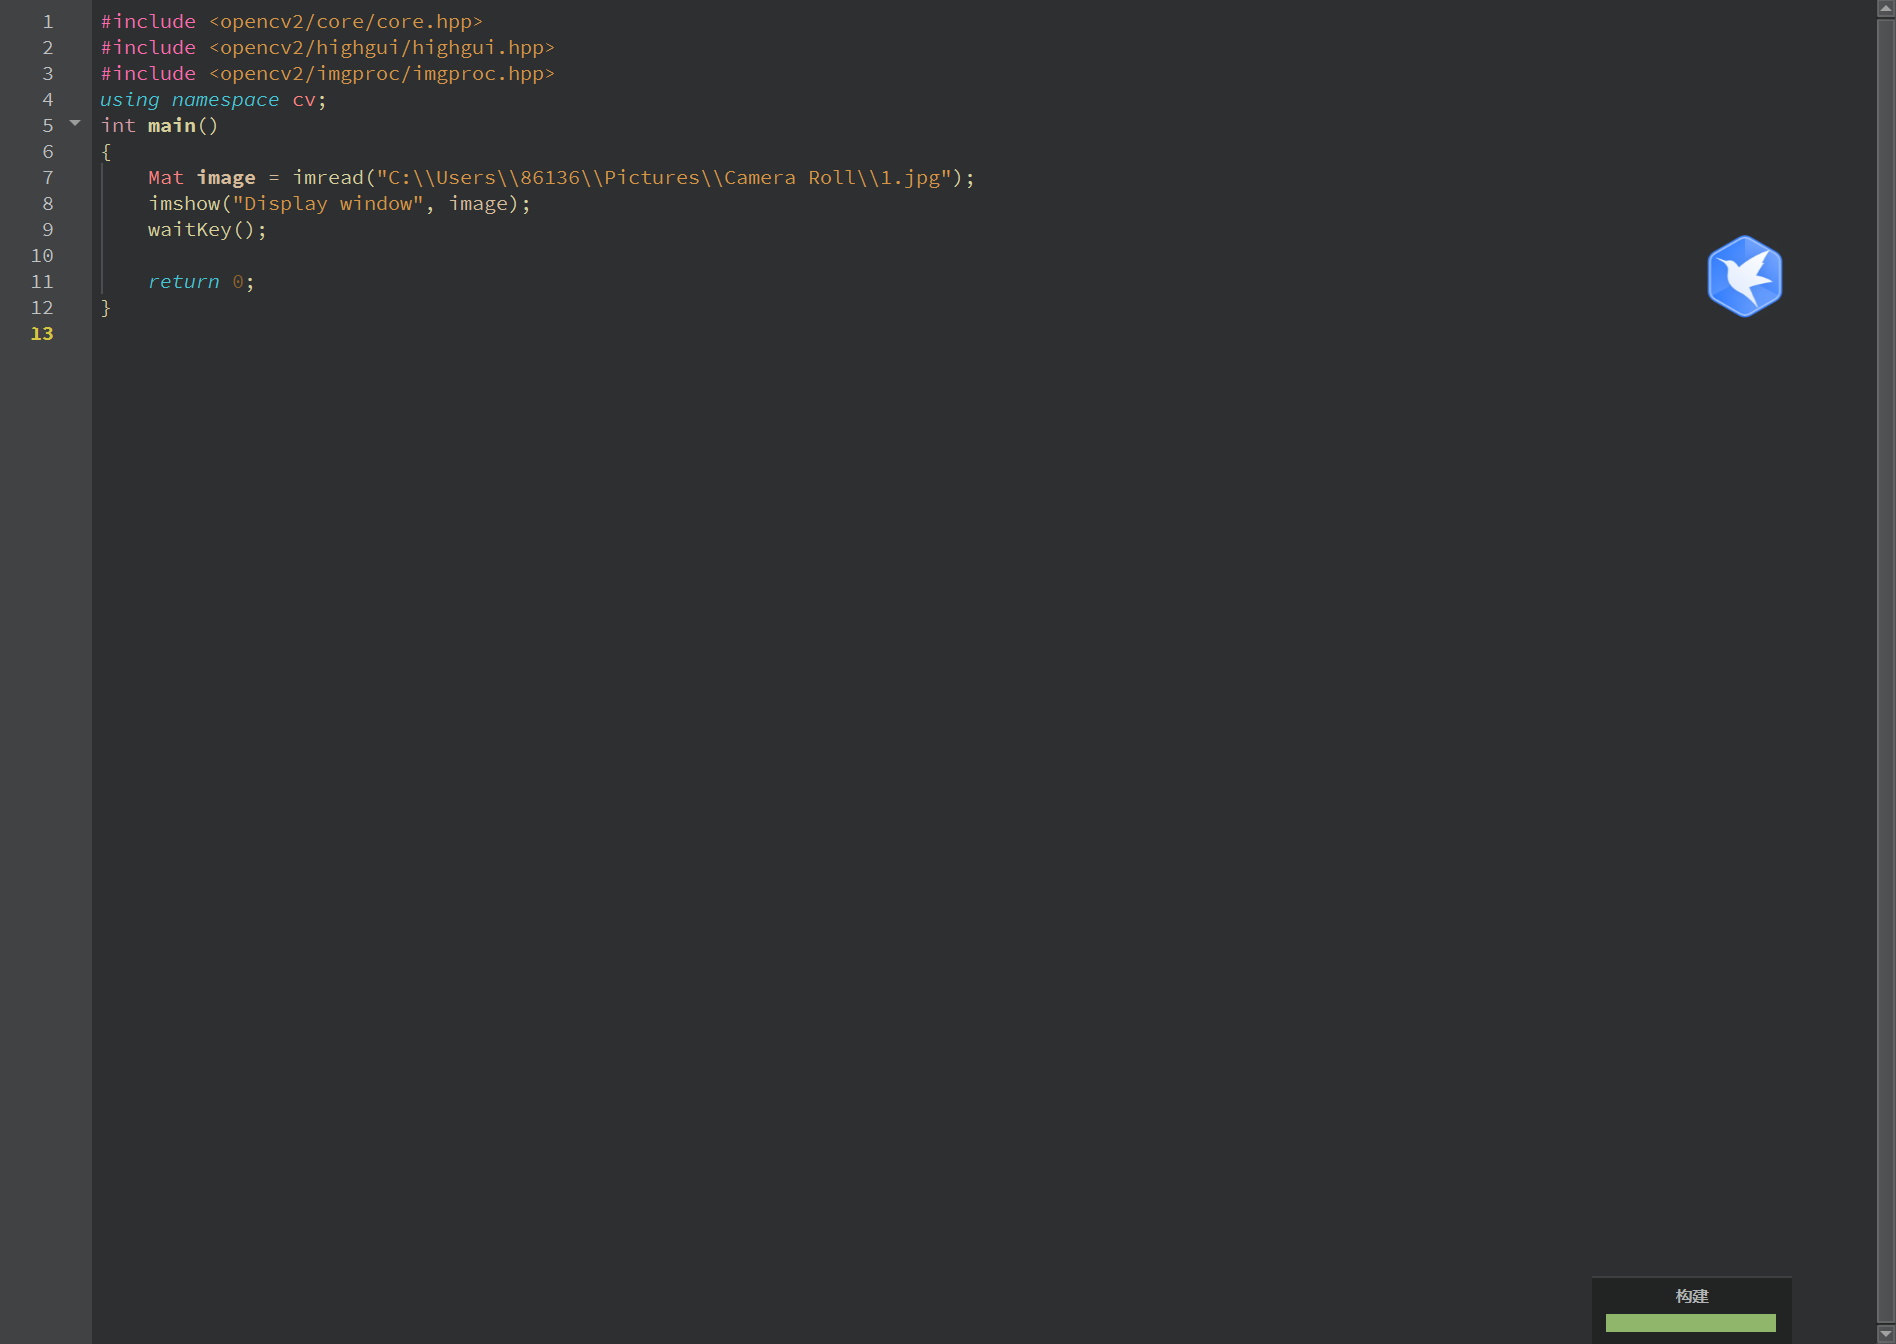 1 #include <opencv2/core/core.hpp>
2 #include <opencv2/highgui/highgui.hpp>
3 #include <opencv2/imgproc/imgproc.hpp>
4 using namespace cv;
5 int main()
6 {
7     Mat image = imread("C:\\Users\\86136\\Pictures\\Camera Roll\\1.jpg");
8     imshow("Display window", image);
9     waitKey();
10
11     return 0;
12 }
13
构建